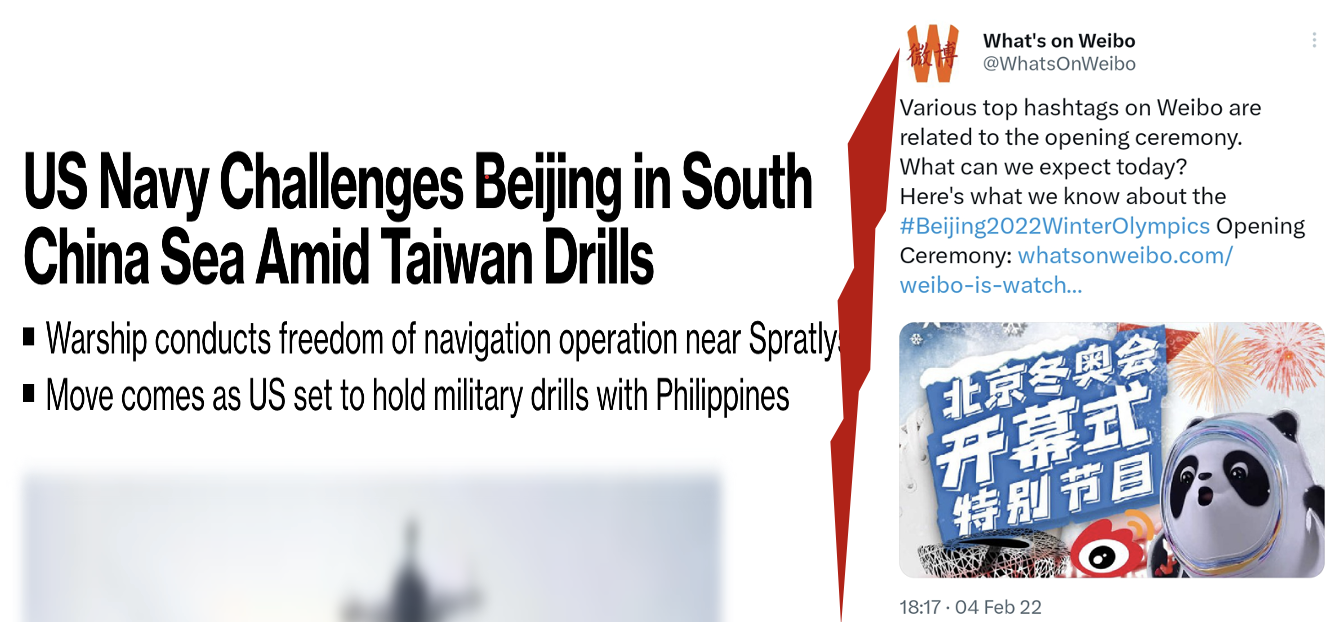 US Navy Challenges Beijing in South
China Sea Amid Taiwan Drills
■ Warship conducts freedom of navigation operation near Spratlys
■ Move comes as US set to hold military drills with Philippines
微博
What's on Weibo
@WhatsOnWeibo
Various top hashtags on Weibo are
related to the opening ceremony.
What can we expect today?
Here's what we know about the
#Beijing2022WinterOlympics Opening
Ceremony: whatsonweibo.com/
weibo-is-watch...
北京冬奥会
开幕式
特别节目
18:17 · 04 Feb 22